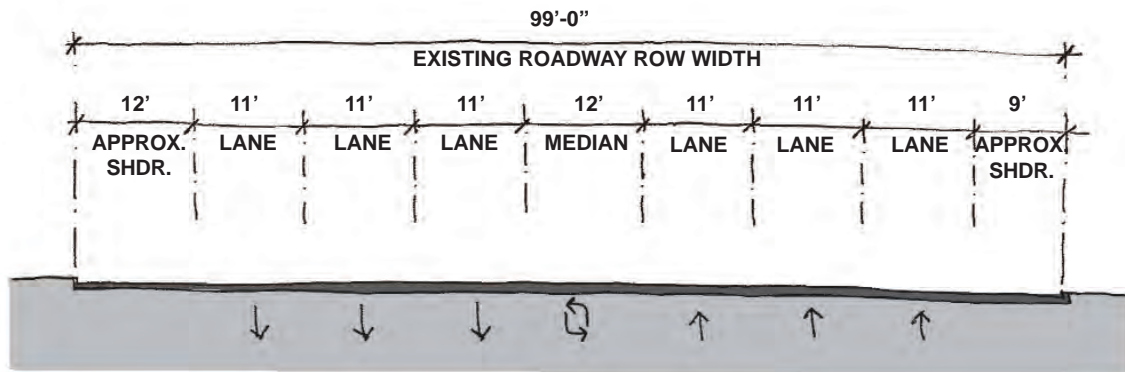 99’-0”
EXISTING ROADWAY ROW WIDTH
12’ 11’ 11’ 11’ 12’ 11’ 11’ 11’ 9’
APPROX. LANE LANE LANE MEDIAN LANE LANE LANE APPROX.
SHDR. SHDR.